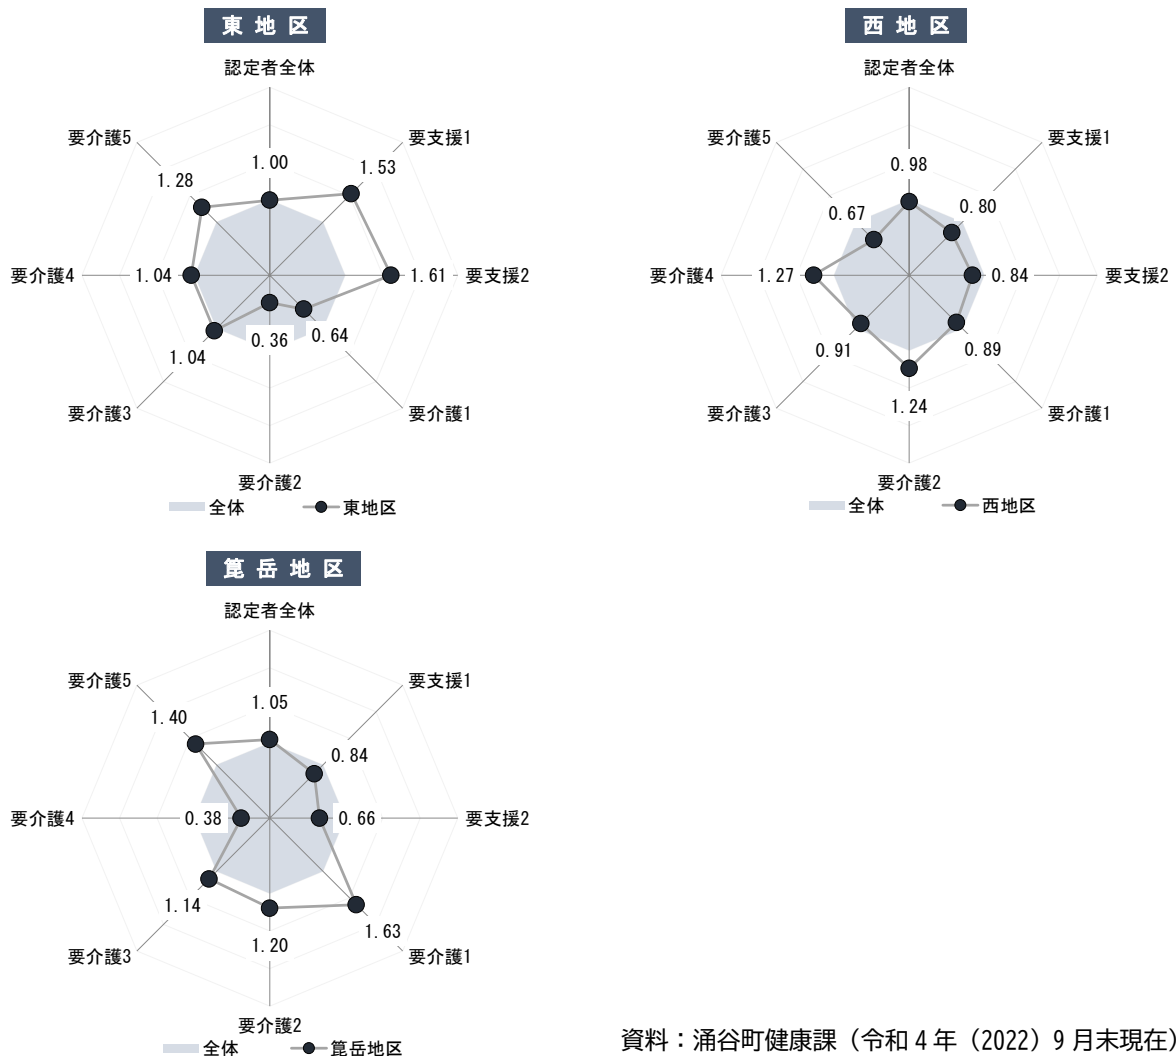 東地区
認定者全体
要支援1
要支援2
要介護1
要介護2
要介護3
要介護4
要介護5
1.00
1.53
1.61
0.64
0.36
1.04
1.04
1.28
全体 東地区
西地区
認定者全体
要支援1
要支援2
要介護1
要介護2
要介護3
要介護4
要介護5
0.98
0.80
0.84
0.89
1.24
0.91
1.27
0.67
全体 西地区
箟岳地区
認定者全体
要支援1
要支援2
要介護1
要介護2
要介護3
要介護4
要介護5
1.05
0.84
0.66
1.63
1.20
1.14
0.38
1.40
全体 箟岳地区
資料：涌谷町健康課（令和4年（2022）9月末現在）